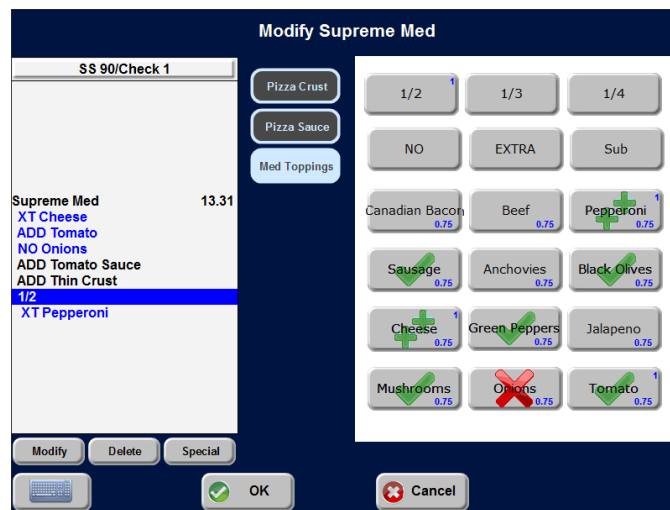 Modify Supreme Med
SS 90/Check 1
Supreme Med 13.31
XT Cheese
ADD Tomato
NO Onions
ADD Tomato Sauce
ADD Thin Crust
1/2
XT Pepperoni
Modify Delete Special
Pizza Crust
Pizza Sauce
Med Toppings
1/2 1 1/3 1/4
NO EXTRA Sub
Canadian Bacon 0.75 Beef 0.75 Pepperoni 1 0.75
Sausage 0.75 Anchovies 0.75 Black Olives 0.75
Cheese 1 0.75 Green Peppers 0.75 Jalapeno 0.75
Mushrooms 0.75 Onions 0.75 Tomato 1 0.75
OK Cancel